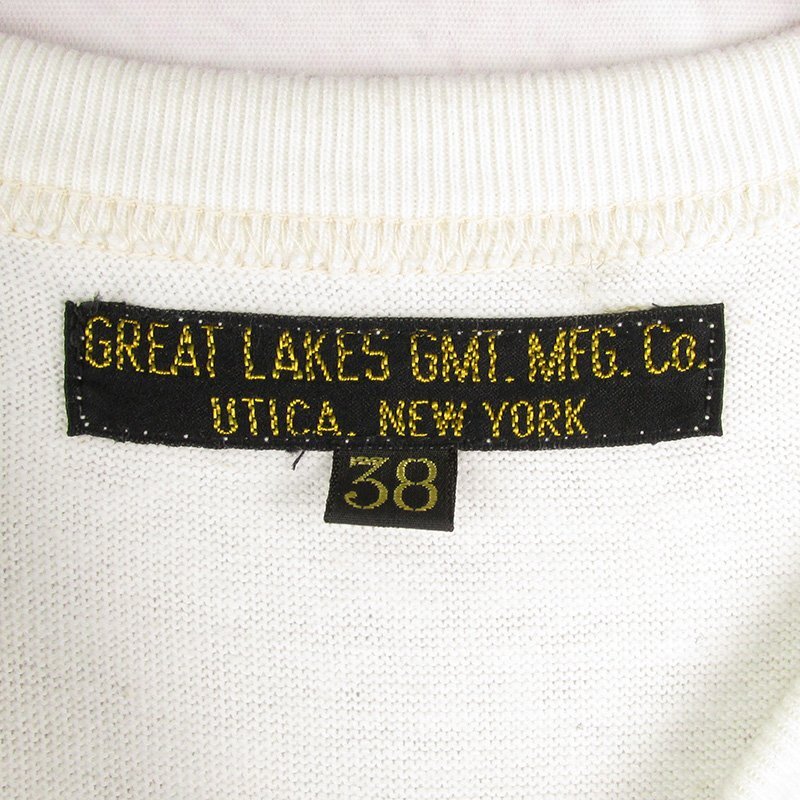 GREAT LAKES GMT. MFG. Co.
UTICA, NEW YORK
38